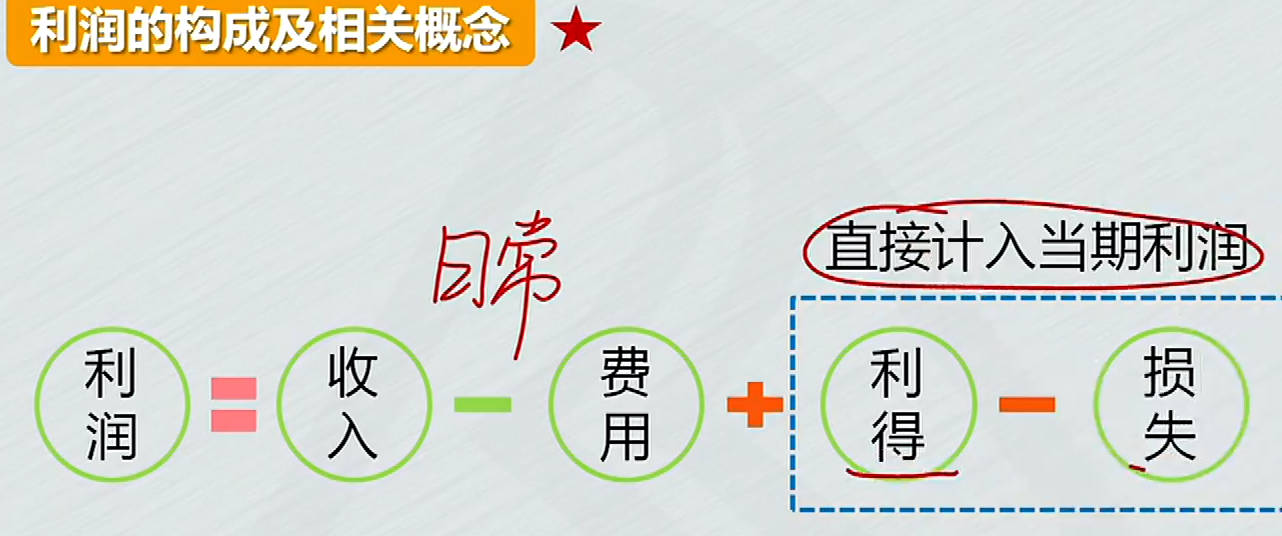 利润的构成及相关概念
日常
直接计入当期利润
利润 = 收入 - 费用 + 利得 - 损失